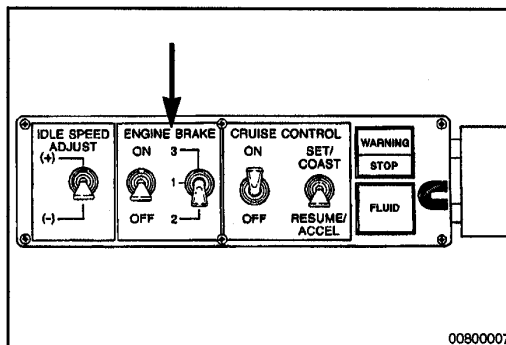 IDLE SPEED
ADJUST
(+)
(-)
ENGINE BRAKE
ON
OFF
3
1
2
CRUISE CONTROL
ON
OFF
SET/
COAST
RESUME/
ACCEL
WARNING
STOP
FLUID
00800007